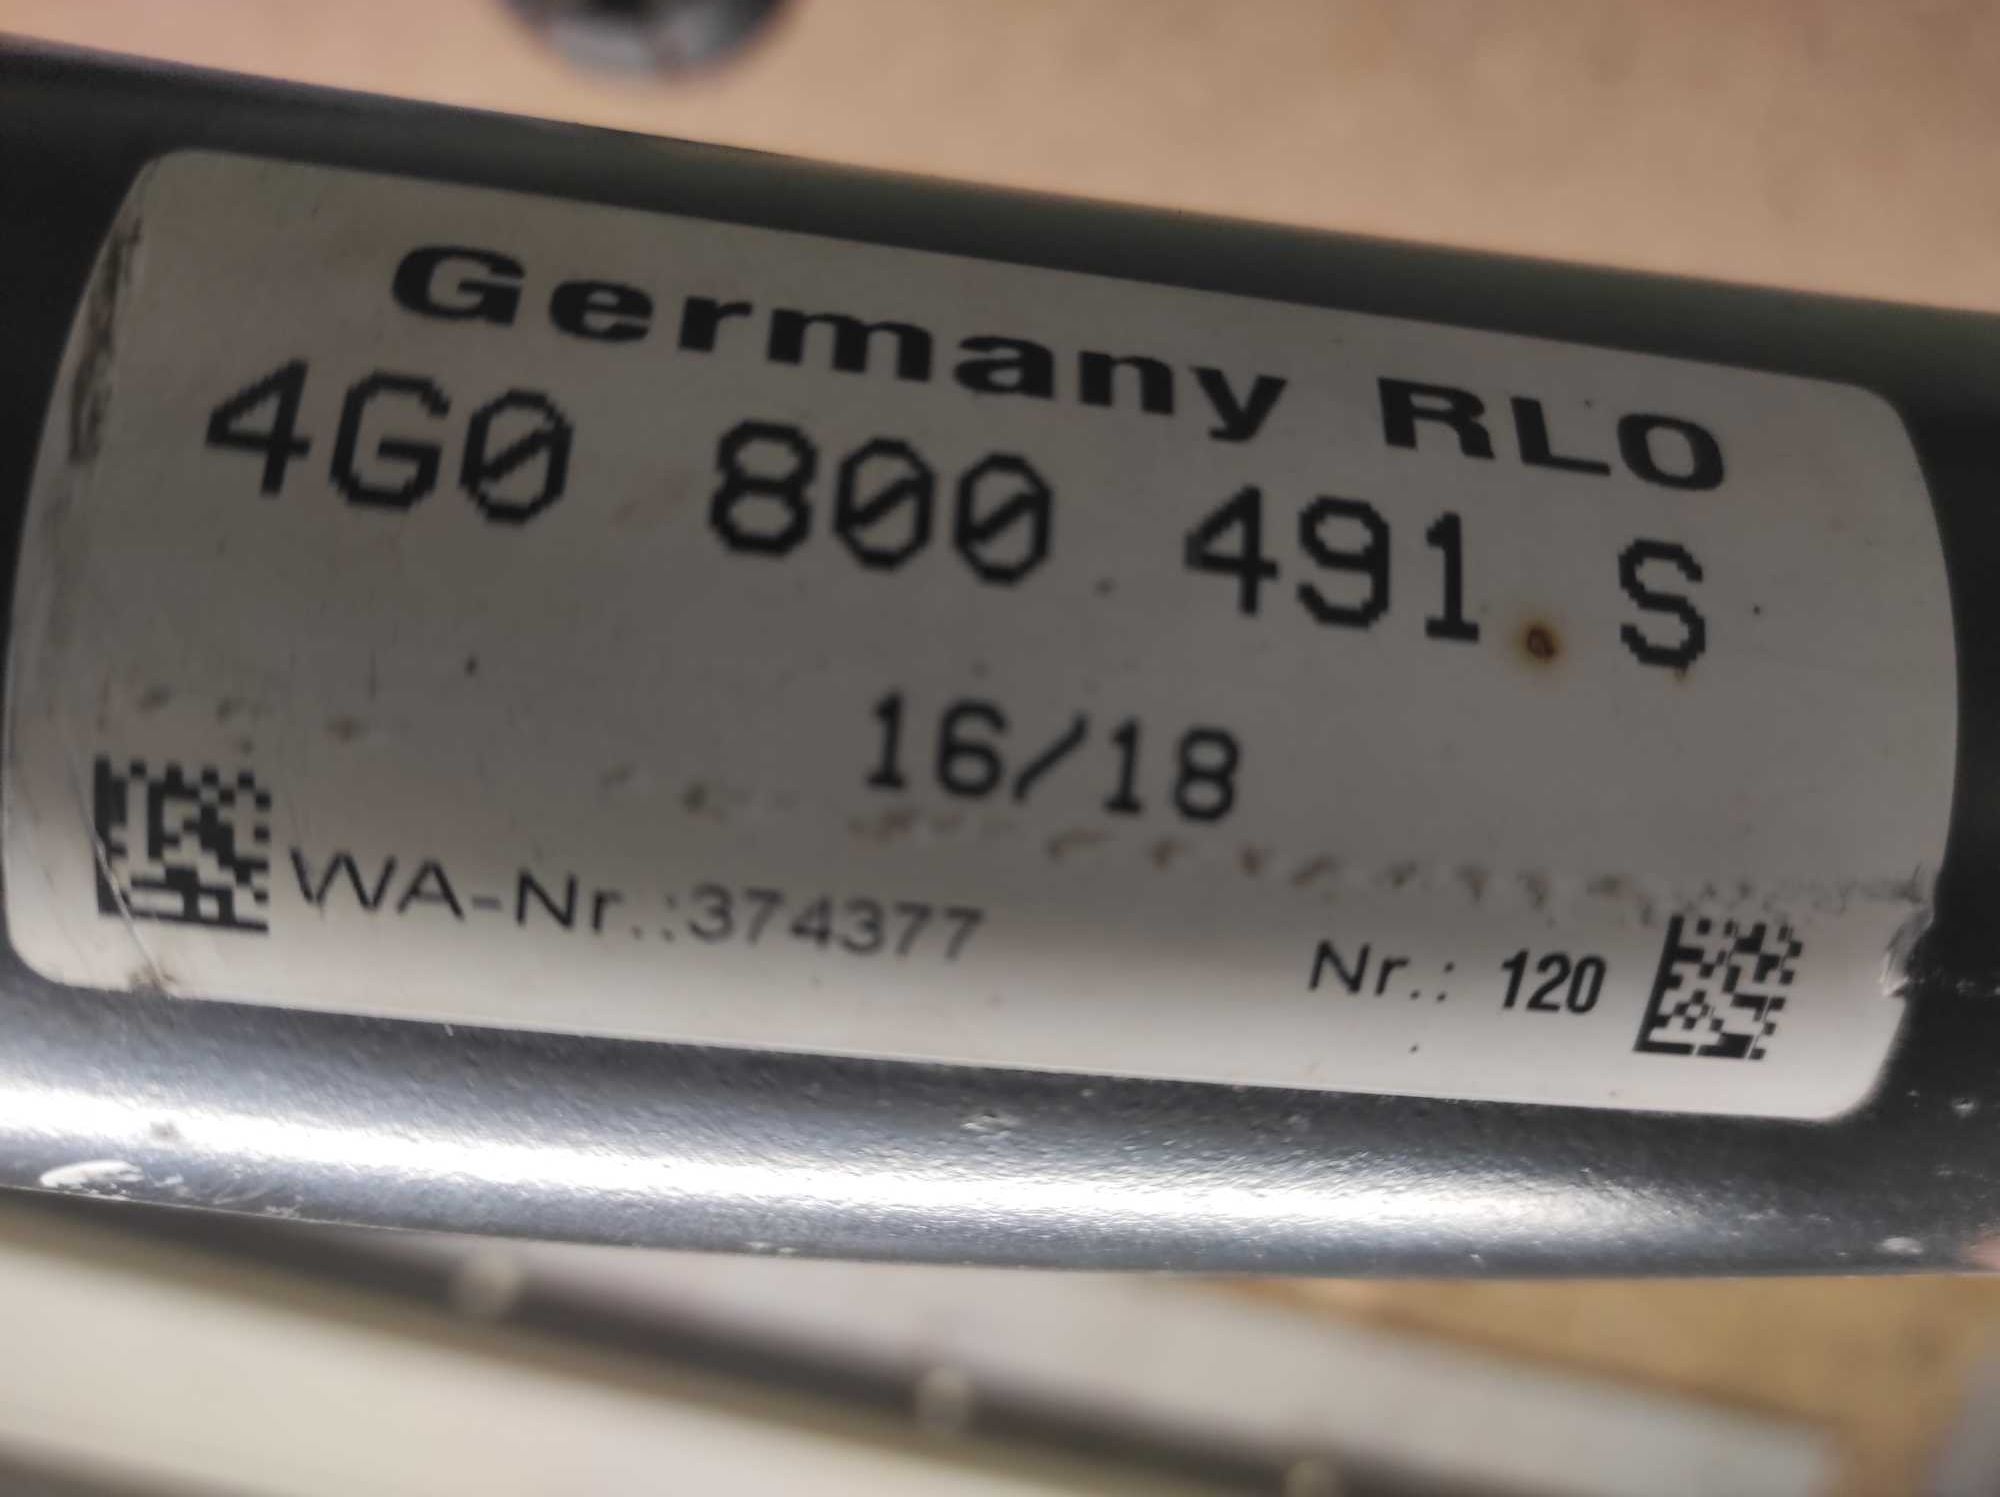 Germany RLO
4G0 800 491 S
16/18
WA-Nr.:374377
Nr.: 120